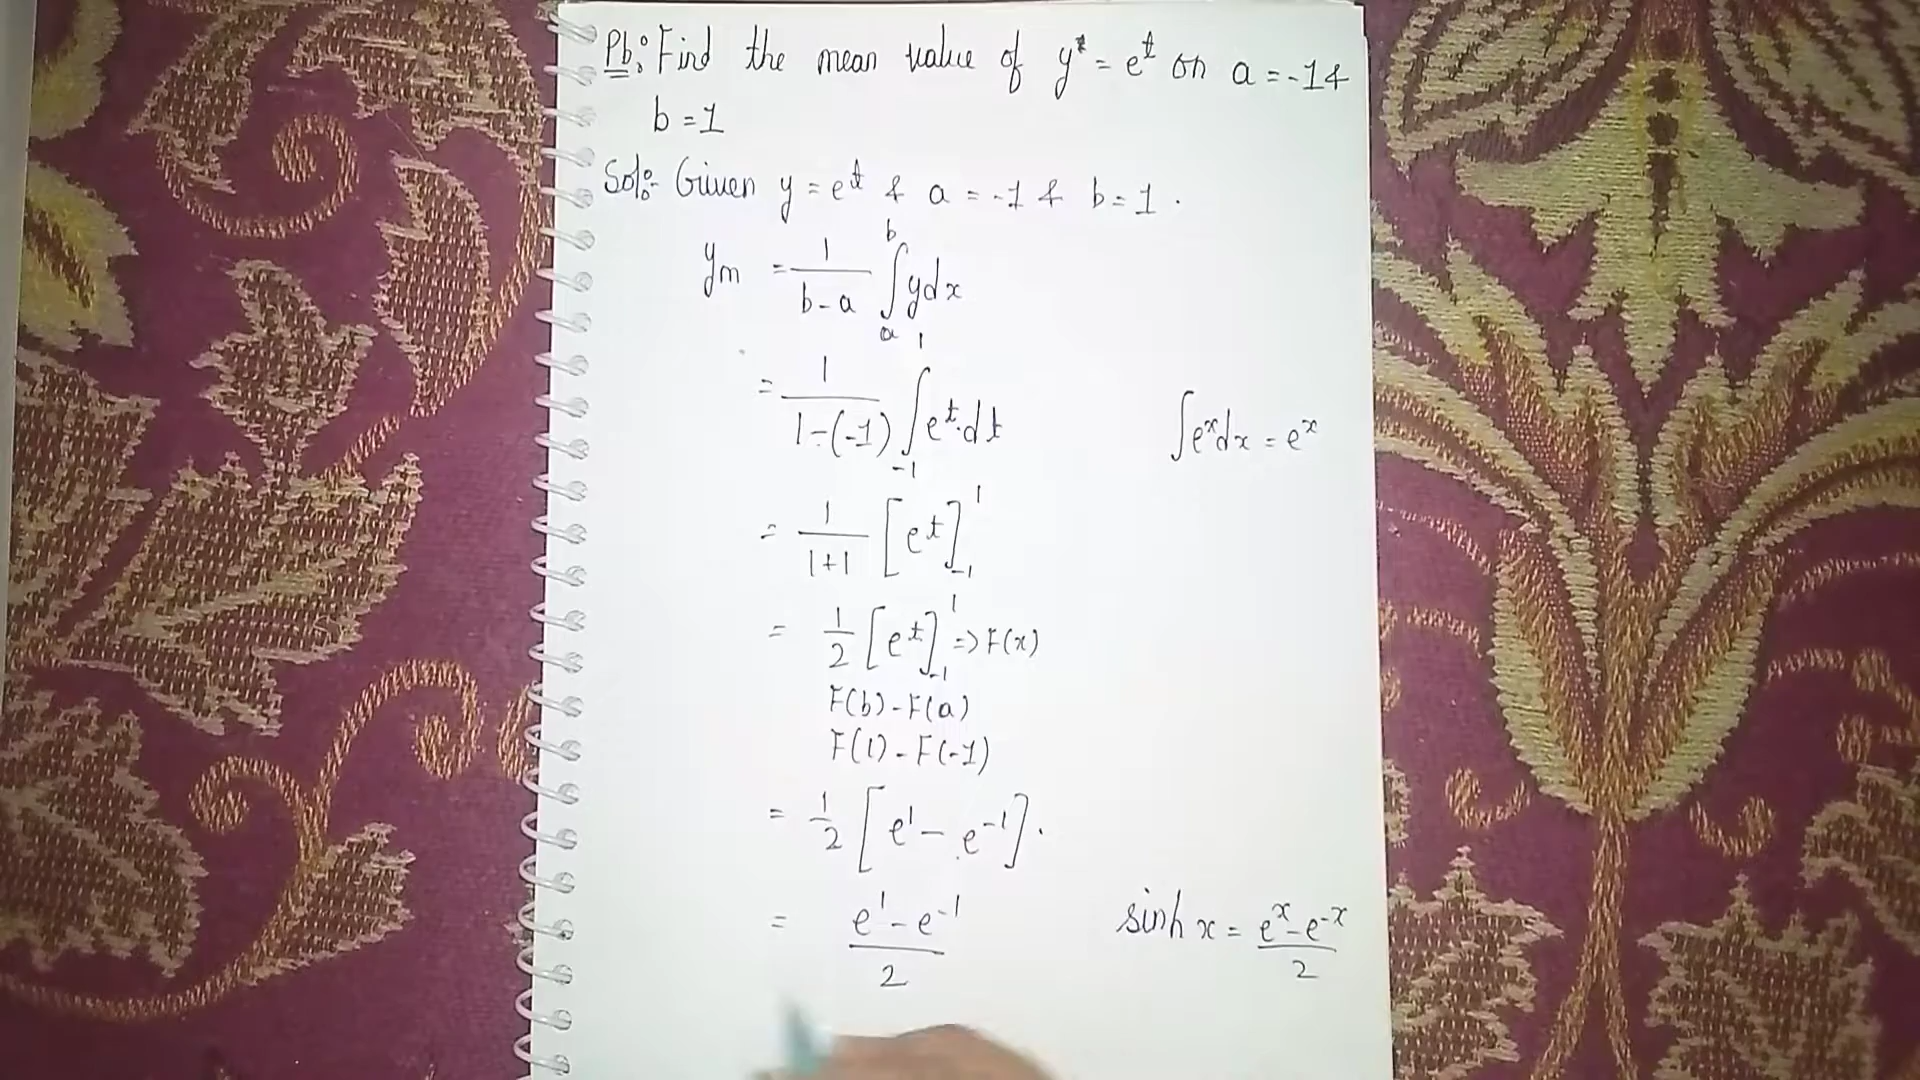 Pb: Find the mean value of y = e^t on a = -1 &
b = 1
Sol:- Given y = e^t & a = -1 & b = 1 .
y_m = 1/(b-a) ∫_a^b y dx
= 1/(1-(-1)) ∫_{-1}^1 e^t. dt
∫e^x dx = e^x
= 1/(1+1) [e^t]_{-1}^1
= 1/2 [e^t]_{-1}^1 => F(x)
F(b) - F(a)
F(1) - F(-1)
= 1/2 [e^1 - e^{-1}].
= (e^1 - e^{-1})/2
sinh x = (e^x - e^{-x})/2